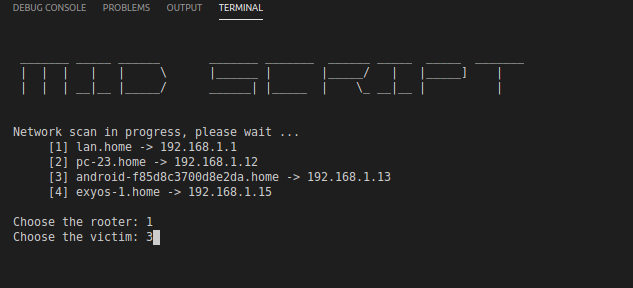 DEBUG CONSOLE PROBLEMS OUTPUT TERMINAL
MID SCRIPT
Network scan in progress, please wait ...
[1] lan.home -> 192.168.1.1
[2] pc-23.home -> 192.168.1.12
[3] android-f85d8c3700d8e2da.home -> 192.168.1.13
[4] exyos-1.home -> 192.168.1.15
Choose the rooter: 1
Choose the victim: 3